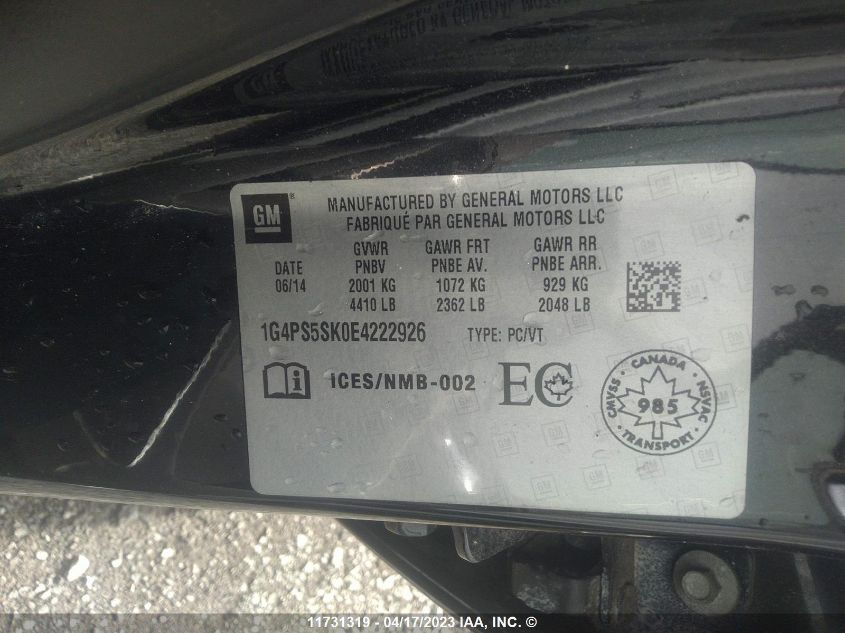 GM ®
MANUFACTURED BY GENERAL MOTORS LLC
FABRIQUÉ PAR GENERAL MOTORS LLC
DATE
06/14
GVWR
PNBV
2001 KG
4410 LB
GAWR FRT
PNBE AV.
1072 KG
2362 LB
GAWR RR
PNBE ARR.
929 KG
2048 LB
1G4PS5SK0E4222926 TYPE: PC/VT
ICES/NMB-002
EC
CANADA
CMVSS
985
NSVAC
TRANSPORT
11731319 - 04/17/2023 IAA, INC. ©